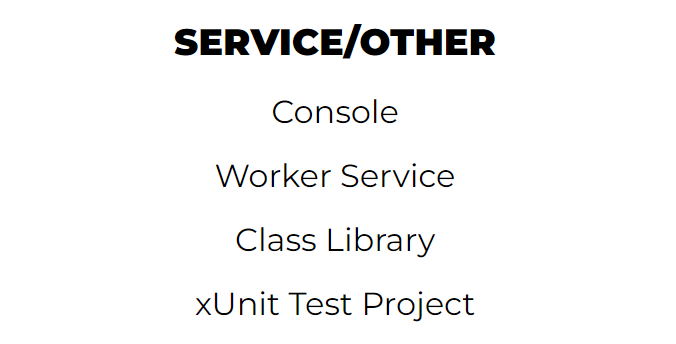 SERVICE/OTHER
Console
Worker Service
Class Library
xUnit Test Project